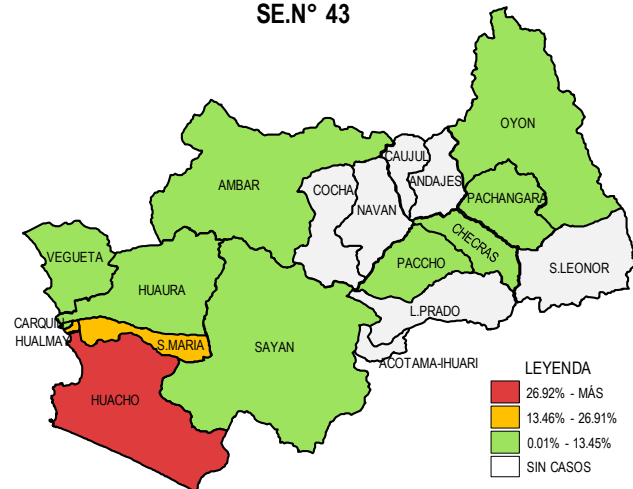 SE.N° 43
OYON
CAUJUL
ANDAJES
AMBAR
COCHA
NAVAN
PACHANGARA
CHECRAS
VEGUETA
PACCHO
S.LEONOR
HUAURA
L.PRADO
CARQUIN
HUALMAY
S.MARIA
SAYAN
ACOTAMA-IHUARI
HUACHO
LEYENDA
26.92% - MÁS
13.46% - 26.91%
0.01% - 13.45%
SIN CASOS